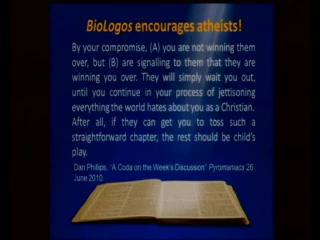 BioLogos encourages atheists!
By your compromise, (A) you are not winning them
over, but (B) are signalling to them that they are
winning you over. They will simply wait you out,
until you continue in your process of jettisoning
everything the world hates about you as a Christian.
After all, if they can get you to toss such a
straightforward chapter, the rest should be child's
play.
Dan Phillips, "A Coda on the Week's Discussion" Pyromaniacs 26
June 2010.